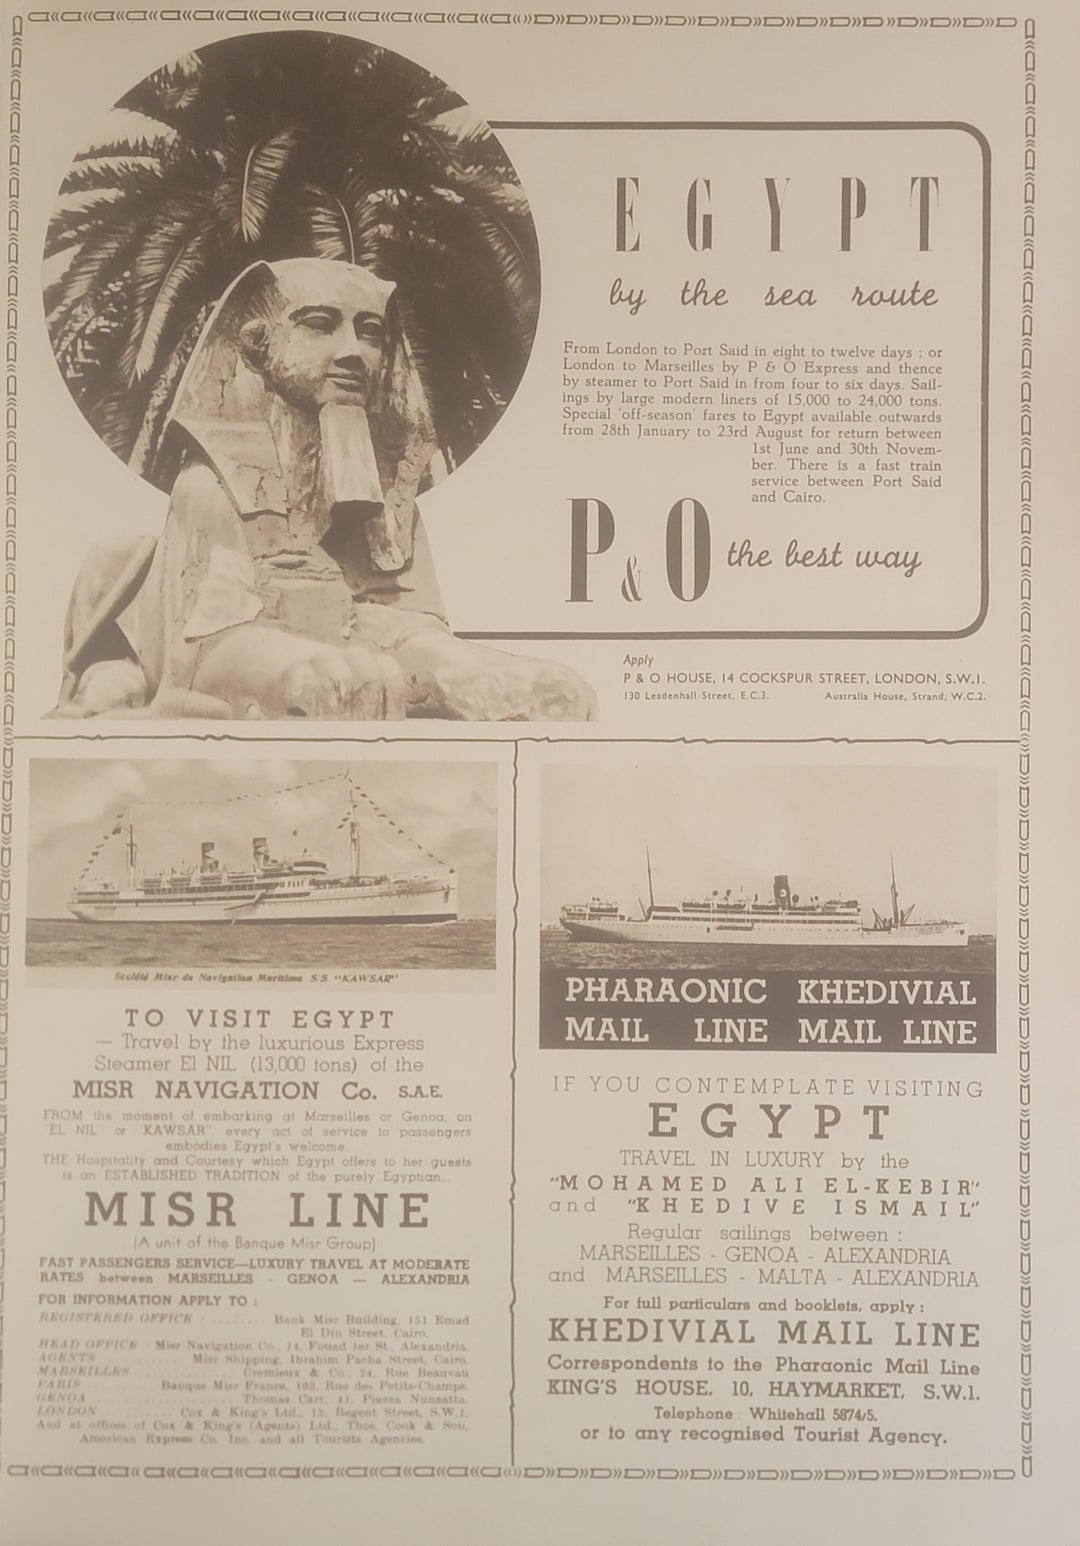 EGYPT
by the sea route
From London to Port Said in eight to twelve days ; or
London to Marseilles by P & O Express and thence
by steamer to Port Said in from four to six days. Sail-
ings by large modern liners of 15,000 to 24,000 tons.
Special 'off-season' fares to Egypt available outwards
from 28th January to 23rd August for return between
1st June and 30th Novem-
ber. There is a fast train
service between Port Said
and Cairo.
P & O the best way
Apply
P & O HOUSE, 14 COCKSPUR STREET, LONDON, S.W.1.
130 Leadenhall Street, E.C.3. Australia House, Strand, W.C.2.
Société Misr de Navigation Maritime S/S "KAWSAR"
TO VISIT EGYPT
— Travel by the luxurious Express
Steamer El NIL (13,000 tons) of the
MISR NAVIGATION Co. S.A.E.
FROM the moment of embarking at Marseilles or Genoa, on
"EL NIL" or "KAWSAR", every act of service to passengers
embodies Egypt's welcome.
THE Hospitality and Courtesy which Egypt offers to her guests
is an ESTABLISHED TRADITION of the purely Egyptian...
MISR LINE
(A unit of the Banque Misr Group)
FAST PASSENGERS SERVICE—LUXURY TRAVEL AT MODERATE
RATES between MARSEILLES - GENOA — ALEXANDRIA
FOR INFORMATION APPLY TO :
REGISTERED OFFICE : ........ Bank Misr Building, 151 Emad
El Din Street, Cairo.
HEAD OFFICE : Misr Navigation Co., 14, Fouad 1er St., Alexandria.
AGENTS .......... Misr Shipping, Ibrahim Pacha Street, Cairo.
MARSEILLES .............. Cremieux & Co., 24, Rue Beauvau
PARIS .......... Banque Misr France, 103, Rue des Petits-Champs.
GENOA .................... Thomas Carr, 41, Piazza Nunzatta.
LONDON .......... Cox & King's Ltd., 13, Regent Street, S.W.1.
And at offices of Cox & King's (Agents) Ltd., Thos. Cook & Son,
American Express Co. Inc. and all Tourists Agencies.
PHARAONIC KHEDIVIAL
MAIL LINE MAIL LINE
IF YOU CONTEMPLATE VISITING
EGYPT
TRAVEL IN LUXURY by the
"MOHAMED ALI EL-KEBIR"
and "KHEDIVE ISMAIL"
Regular sailings between :
MARSEILLES - GENOA - ALEXANDRIA
and MARSEILLES - MALTA - ALEXANDRIA
For full particulars and booklets, apply :
KHEDIVIAL MAIL LINE
Correspondents to the Pharaonic Mail Line
KING'S HOUSE, 10, HAYMARKET, S.W.1.
Telephone : Whitehall 5874/5.
or to any recognised Tourist Agency.